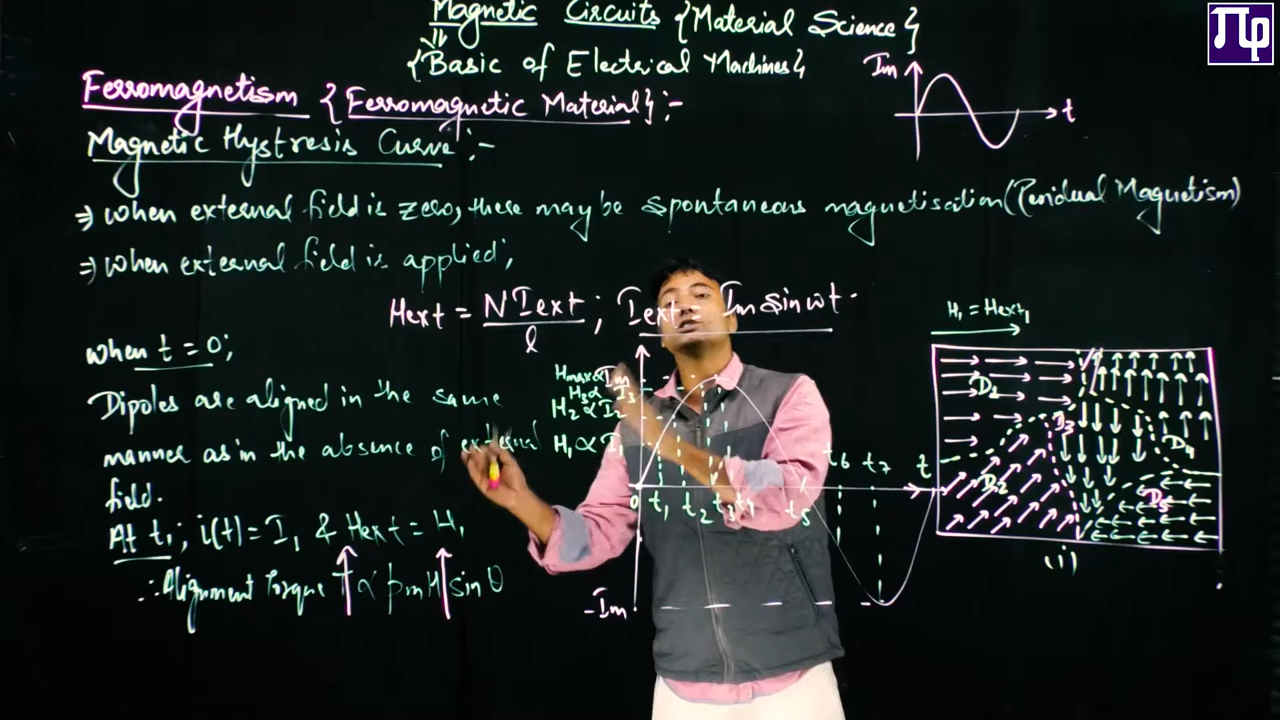 Magnetic Circuits {Material Science}
{Basic of Electrical Machines}
Ferromagnetism {Ferromagnetic Material} :-
Magnetic Hystresis Curve :-
Im
t
⇒ When external field is zero, there may be spontaneous magnetisation (Residual Magnetism)
⇒ When external field is applied;
Hext = NIext / l ; Iext = Im sin ωt.
when t = 0;
Dipoles are aligned in the same
manner as in the absence of external
field.
At t1; i(t) = I1 & Hext = H1
∴ Alignment Torque T ∝ pm H sin θ
Hmax ∝ Im
H3 ∝ I3
H2 ∝ I2
H1 ∝ I1
0 t1 t2 t3 t4 t5 t6 t7 t
-Im
H1 = Hext1
D1
D2
D3
D4
D5
(i)
πφ